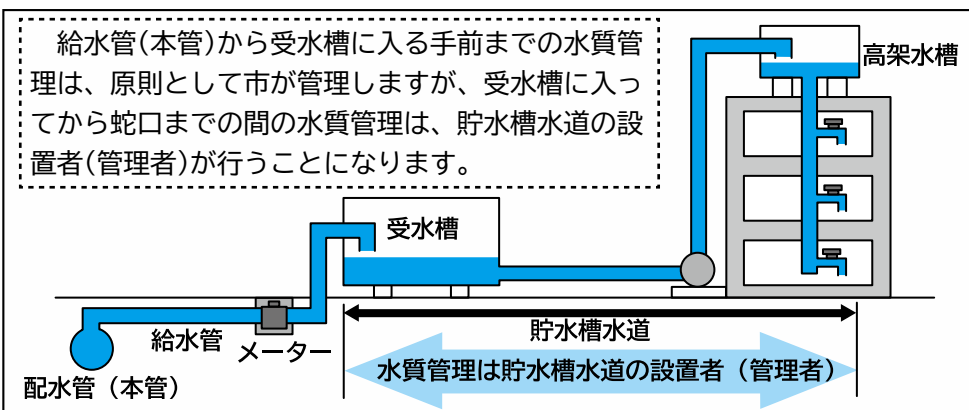 給水管(本管)から受水槽に入る手前までの水質管
理は、原則として市が管理しますが、受水槽に入っ
てから蛇口までの間の水質管理は、貯水槽水道の設
置者(管理者)が行うことになります。
高架水槽
受水槽
給水管
メーター
配水管（本管）
貯水槽水道
水質管理は貯水槽水道の設置者（管理者）